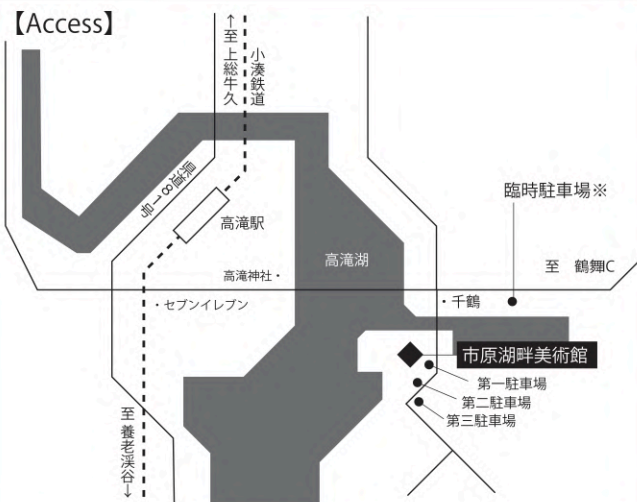 【Access】
←至 上総牛久
小湊鉄道
県道81号
高滝駅
臨時駐車場※
高滝湖
至 鶴舞C
高滝神社・
・千鶴
・セブンイレブン
市原湖畔美術館
第一駐車場
第二駐車場
第三駐車場
至 養老渓谷→